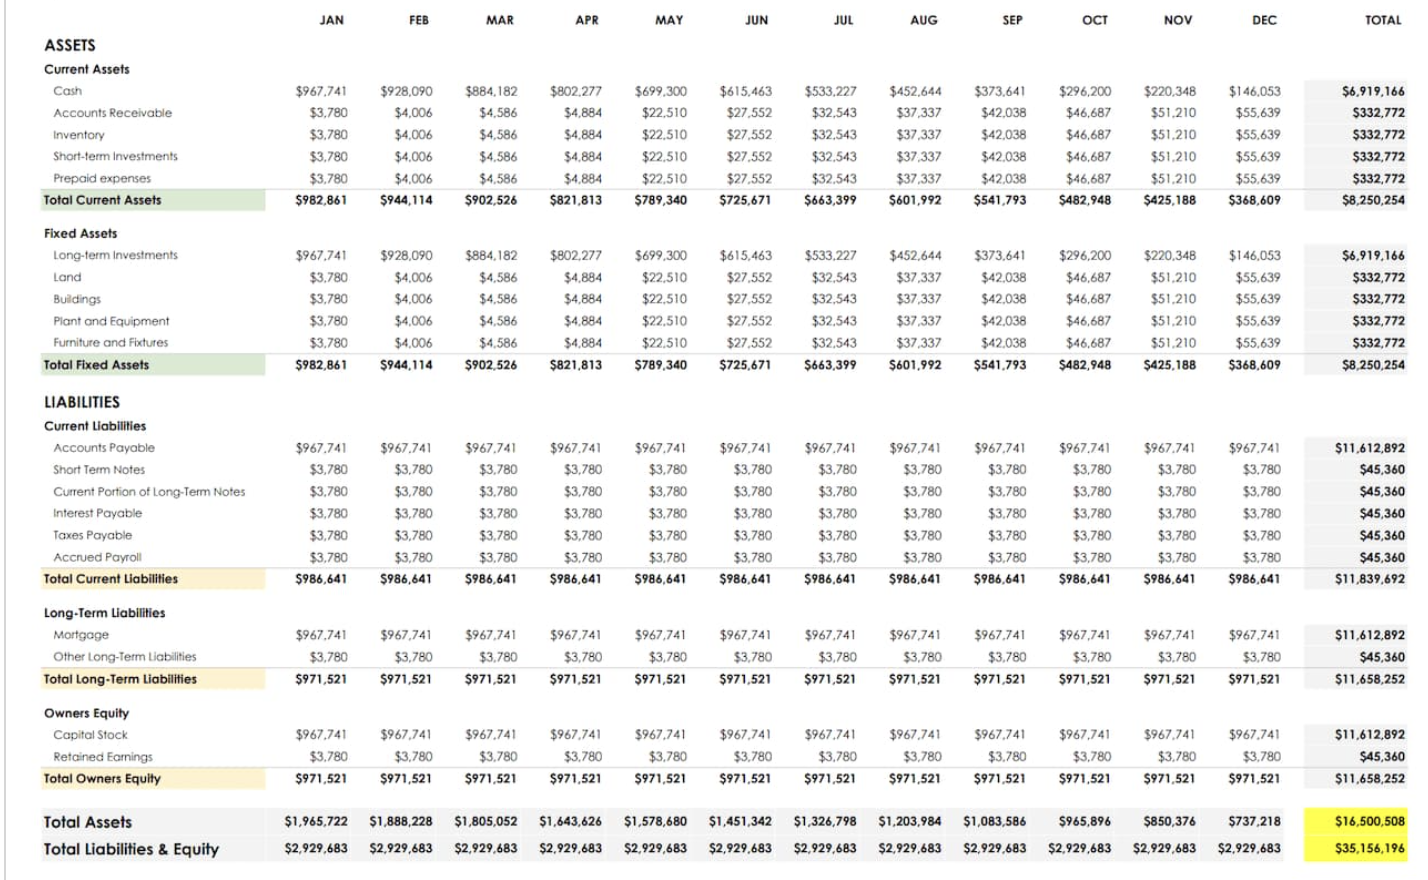 JAN FEB MAR APR MAY JUN JUL AUG SEP OCT NOV DEC TOTAL
ASSETS
Current Assets
Cash $967,741 $928,090 $884,182 $802,277 $699,300 $615,463 $533,227 $452,644 $373,641 $296,200 $220,348 $146,053 $6,919,166
Accounts Receivable $3,780 $4,006 $4,586 $4,884 $22,510 $27,552 $32,543 $37,337 $42,038 $46,687 $51,210 $55,639 $332,772
Inventory $3,780 $4,006 $4,586 $4,884 $22,510 $27,552 $32,543 $37,337 $42,038 $46,687 $51,210 $55,639 $332,772
Short-term Investments $3,780 $4,006 $4,586 $4,884 $22,510 $27,552 $32,543 $37,337 $42,038 $46,687 $51,210 $55,639 $332,772
Prepaid expenses $3,780 $4,006 $4,586 $4,884 $22,510 $27,552 $32,543 $37,337 $42,038 $46,687 $51,210 $55,639 $332,772
Total Current Assets $982,861 $944,114 $902,526 $821,813 $789,340 $725,671 $663,399 $601,992 $541,793 $482,948 $425,188 $368,609 $8,250,254
Fixed Assets
Long-term Investments $967,741 $928,090 $884,182 $802,277 $699,300 $615,463 $533,227 $452,644 $373,641 $296,200 $220,348 $146,053 $6,919,166
Land $3,780 $4,006 $4,586 $4,884 $22,510 $27,552 $32,543 $37,337 $42,038 $46,687 $51,210 $55,639 $332,772
Buildings $3,780 $4,006 $4,586 $4,884 $22,510 $27,552 $32,543 $37,337 $42,038 $46,687 $51,210 $55,639 $332,772
Plant and Equipment $3,780 $4,006 $4,586 $4,884 $22,510 $27,552 $32,543 $37,337 $42,038 $46,687 $51,210 $55,639 $332,772
Furniture and Fixtures $3,780 $4,006 $4,586 $4,884 $22,510 $27,552 $32,543 $37,337 $42,038 $46,687 $51,210 $55,639 $332,772
Total Fixed Assets $982,861 $944,114 $902,526 $821,813 $789,340 $725,671 $663,399 $601,992 $541,793 $482,948 $425,188 $368,609 $8,250,254
LIABILITIES
Current Liabilities
Accounts Payable $967,741 $967,741 $967,741 $967,741 $967,741 $967,741 $967,741 $967,741 $967,741 $967,741 $967,741 $967,741 $11,612,892
Short Term Notes $3,780 $3,780 $3,780 $3,780 $3,780 $3,780 $3,780 $3,780 $3,780 $3,780 $3,780 $3,780 $45,360
Current Portion of Long-Term Notes $3,780 $3,780 $3,780 $3,780 $3,780 $3,780 $3,780 $3,780 $3,780 $3,780 $3,780 $3,780 $45,360
Interest Payable $3,780 $3,780 $3,780 $3,780 $3,780 $3,780 $3,780 $3,780 $3,780 $3,780 $3,780 $3,780 $45,360
Taxes Payable $3,780 $3,780 $3,780 $3,780 $3,780 $3,780 $3,780 $3,780 $3,780 $3,780 $3,780 $3,780 $45,360
Accrued Payroll $3,780 $3,780 $3,780 $3,780 $3,780 $3,780 $3,780 $3,780 $3,780 $3,780 $3,780 $3,780 $45,360
Total Current Liabilities $986,641 $986,641 $986,641 $986,641 $986,641 $986,641 $986,641 $986,641 $986,641 $986,641 $986,641 $986,641 $11,839,692
Long-Term Liabilities
Mortgage $967,741 $967,741 $967,741 $967,741 $967,741 $967,741 $967,741 $967,741 $967,741 $967,741 $967,741 $967,741 $11,612,892
Other Long-Term Liabilities $3,780 $3,780 $3,780 $3,780 $3,780 $3,780 $3,780 $3,780 $3,780 $3,780 $3,780 $3,780 $45,360
Total Long-Term Liabilities $971,521 $971,521 $971,521 $971,521 $971,521 $971,521 $971,521 $971,521 $971,521 $971,521 $971,521 $971,521 $11,658,252
Owners Equity
Capital Stock $967,741 $967,741 $967,741 $967,741 $967,741 $967,741 $967,741 $967,741 $967,741 $967,741 $967,741 $967,741 $11,612,892
Retained Earnings $3,780 $3,780 $3,780 $3,780 $3,780 $3,780 $3,780 $3,780 $3,780 $3,780 $3,780 $3,780 $45,360
Total Owners Equity $971,521 $971,521 $971,521 $971,521 $971,521 $971,521 $971,521 $971,521 $971,521 $971,521 $971,521 $971,521 $11,658,252
Total Assets $1,965,722 $1,888,228 $1,805,052 $1,643,626 $1,578,680 $1,451,342 $1,326,798 $1,203,984 $1,083,586 $965,896 $850,376 $737,218 $16,500,508
Total Liabilities & Equity $2,929,683 $2,929,683 $2,929,683 $2,929,683 $2,929,683 $2,929,683 $2,929,683 $2,929,683 $2,929,683 $2,929,683 $2,929,683 $2,929,683 $35,156,196